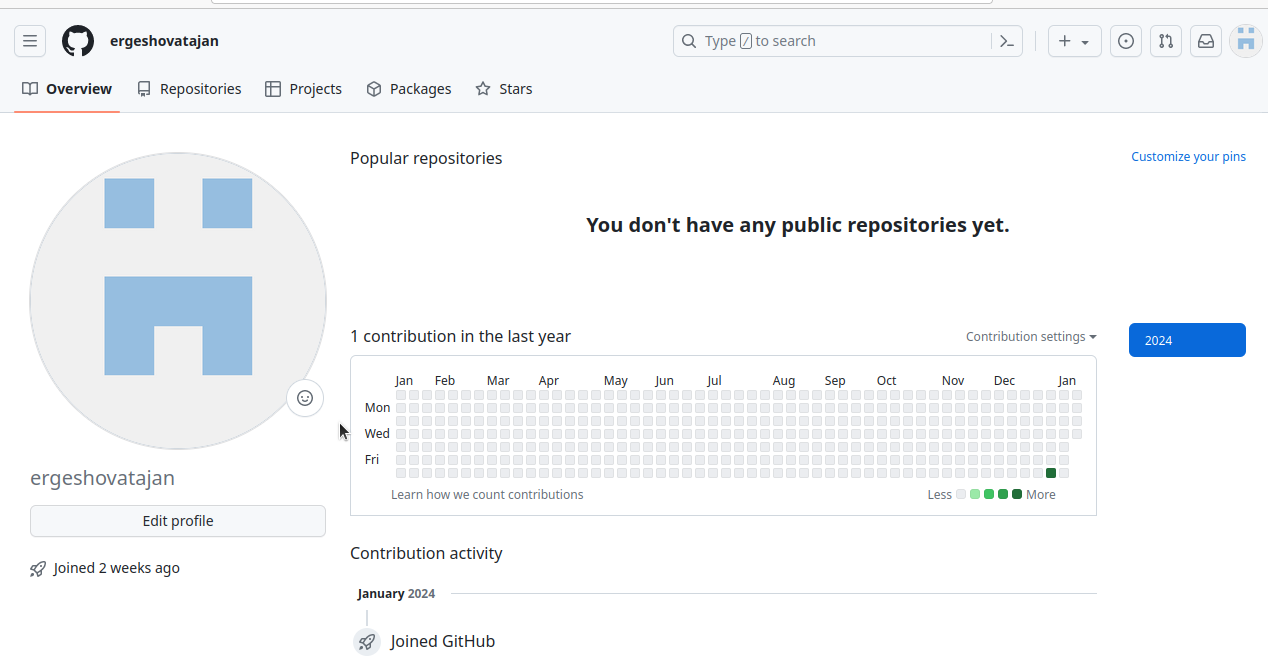 ergeshovatajan
Type / to search
Overview Repositories Projects Packages Stars
Popular repositories
Customize your pins
You don't have any public repositories yet.
1 contribution in the last year
Contribution settings
2024
Jan Feb Mar Apr May Jun Jul Aug Sep Oct Nov Dec Jan
Mon
Wed
Fri
Learn how we count contributions
Less More
ergeshovatajan
Edit profile
Joined 2 weeks ago
Contribution activity
January 2024
Joined GitHub